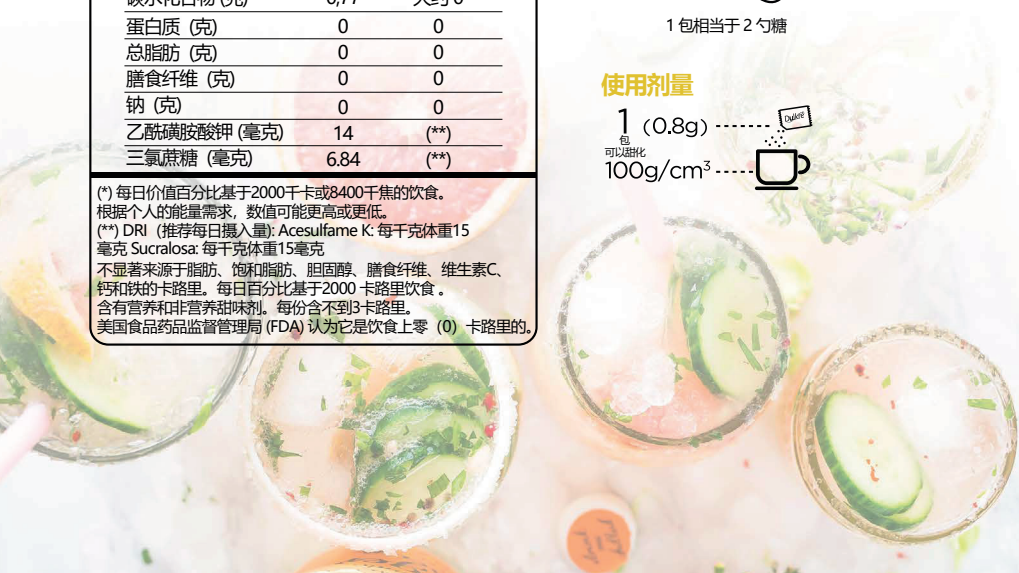 碳水化合物 (克) 0,77 大约 0
蛋白质 (克) 0 0
总脂肪 (克) 0 0
膳食纤维 (克) 0 0
钠 (克) 0 0
乙酰磺胺酸钾 (毫克) 14 (**)
三氯蔗糖 (毫克) 6.84 (**)
(*) 每日价值百分比基于2000千卡或8400千焦的饮食。
根据个人的能量需求，数值可能更高或更低。
(**) DRI（推荐每日摄入量): Acesulfame K: 每千克体重15
毫克 Sucralosa: 每千克体重15毫克
不显著来源于脂肪、饱和脂肪、胆固醇、膳食纤维、维生素C、
钙和铁的卡路里。每日百分比基于2000 卡路里饮食 。
含有营养和非营养甜味剂。每份含不到3卡路里。
美国食品药品监督管理局 (FDA) 认为它是饮食上零（0）卡路里的。
1 包相当于 2 勺糖
使用剂量
1 (0.8g)
包
可以甜化
100g/cm³